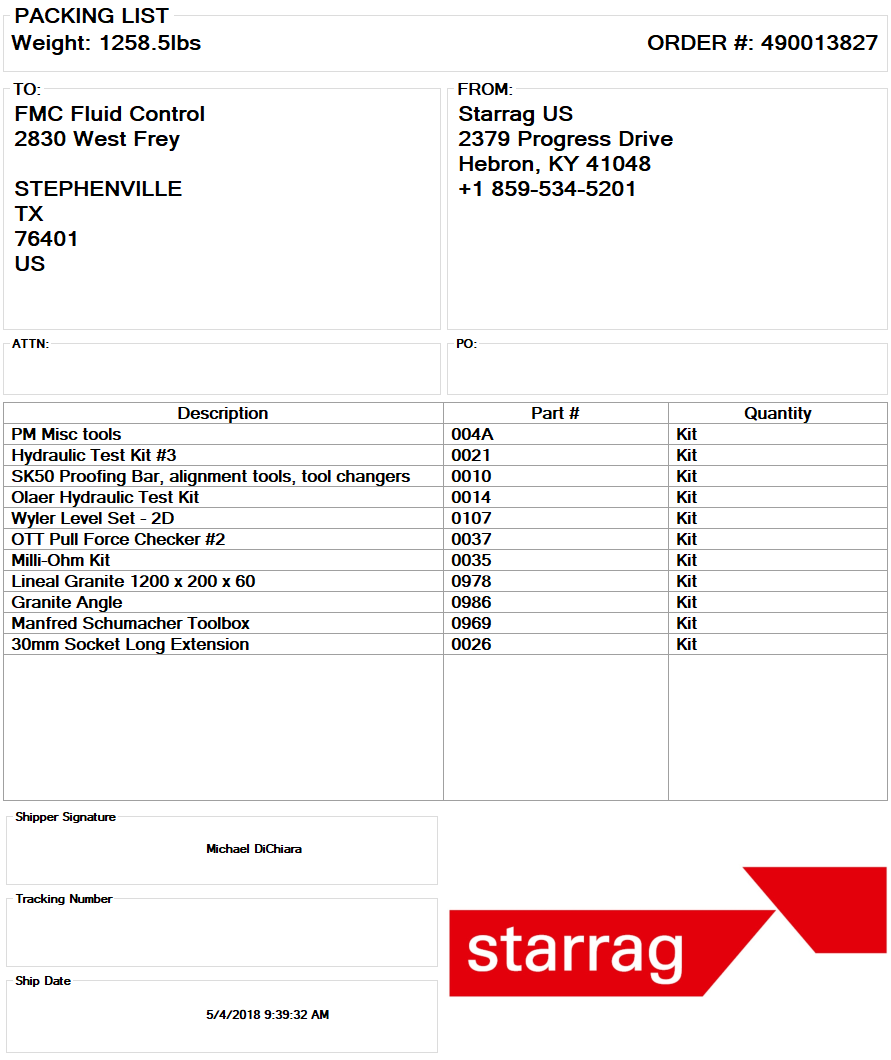 PACKING LIST
Weight: 1258.5lbs
ORDER #: 490013827
TO:
FMC Fluid Control
2830 West Frey
STEPHENVILLE
TX
76401
US
FROM:
Starrag US
2379 Progress Drive
Hebron, KY 41048
+1 859-534-5201
ATTN:
PO:
Description Part # Quantity
PM Misc tools 004A Kit
Hydraulic Test Kit #3 0021 Kit
SK50 Proofing Bar, alignment tools, tool changers 0010 Kit
Olaer Hydraulic Test Kit 0014 Kit
Wyler Level Set - 2D 0107 Kit
OTT Pull Force Checker #2 0037 Kit
Milli-Ohm Kit 0035 Kit
Lineal Granite 1200 x 200 x 60 0978 Kit
Granite Angle 0986 Kit
Manfred Schumacher Toolbox 0969 Kit
30mm Socket Long Extension 0026 Kit
Shipper Signature
Michael DiChiara
Tracking Number
Ship Date
5/4/2018 9:39:32 AM
starrag